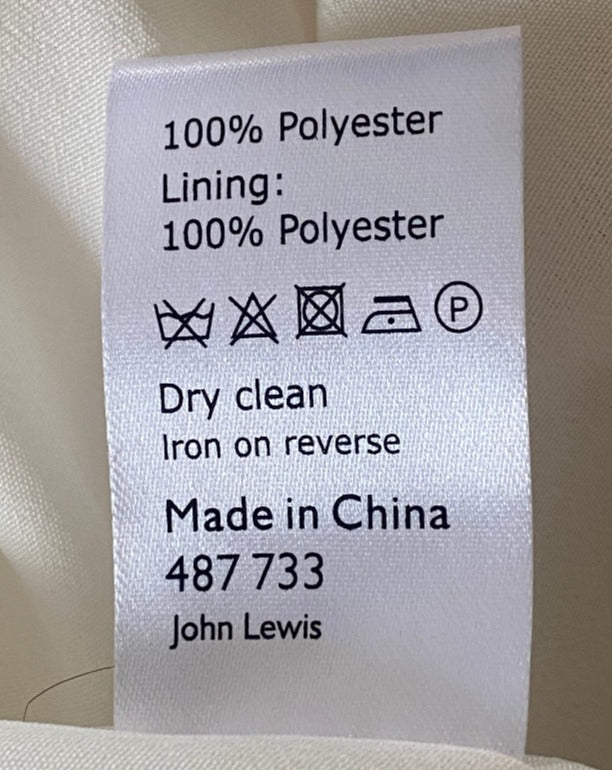 100% Polyester
Lining:
100% Polyester
P
Dry clean
Iron on reverse
Made in China
487 733
John Lewis